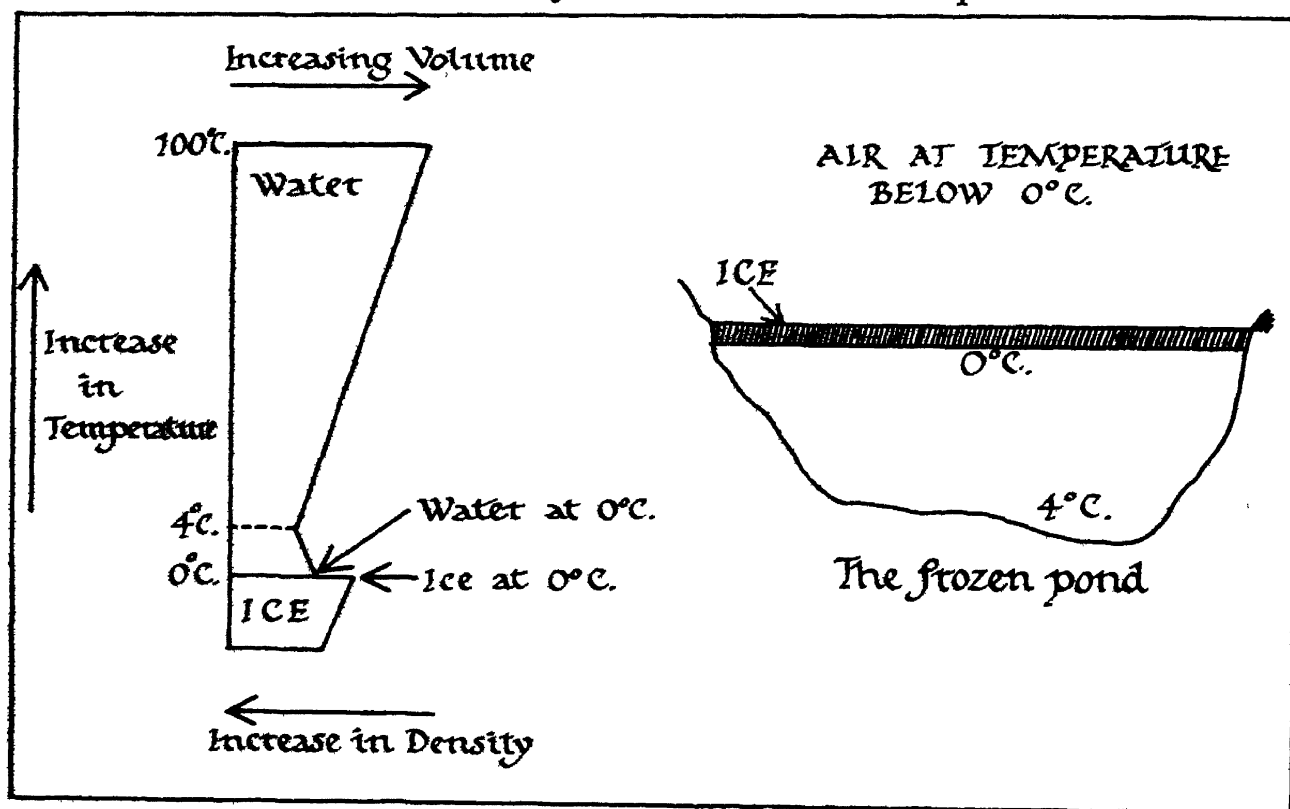 Increasing Volume
100°C.
Water
Increase
in
Temperature
4°C.
0°C.
ICE
Water at 0°C.
Ice at 0°C.
Increase in Density
AIR AT TEMPERATURE
BELOW 0°C.
ICE
0°C.
4°C.
The frozen pond